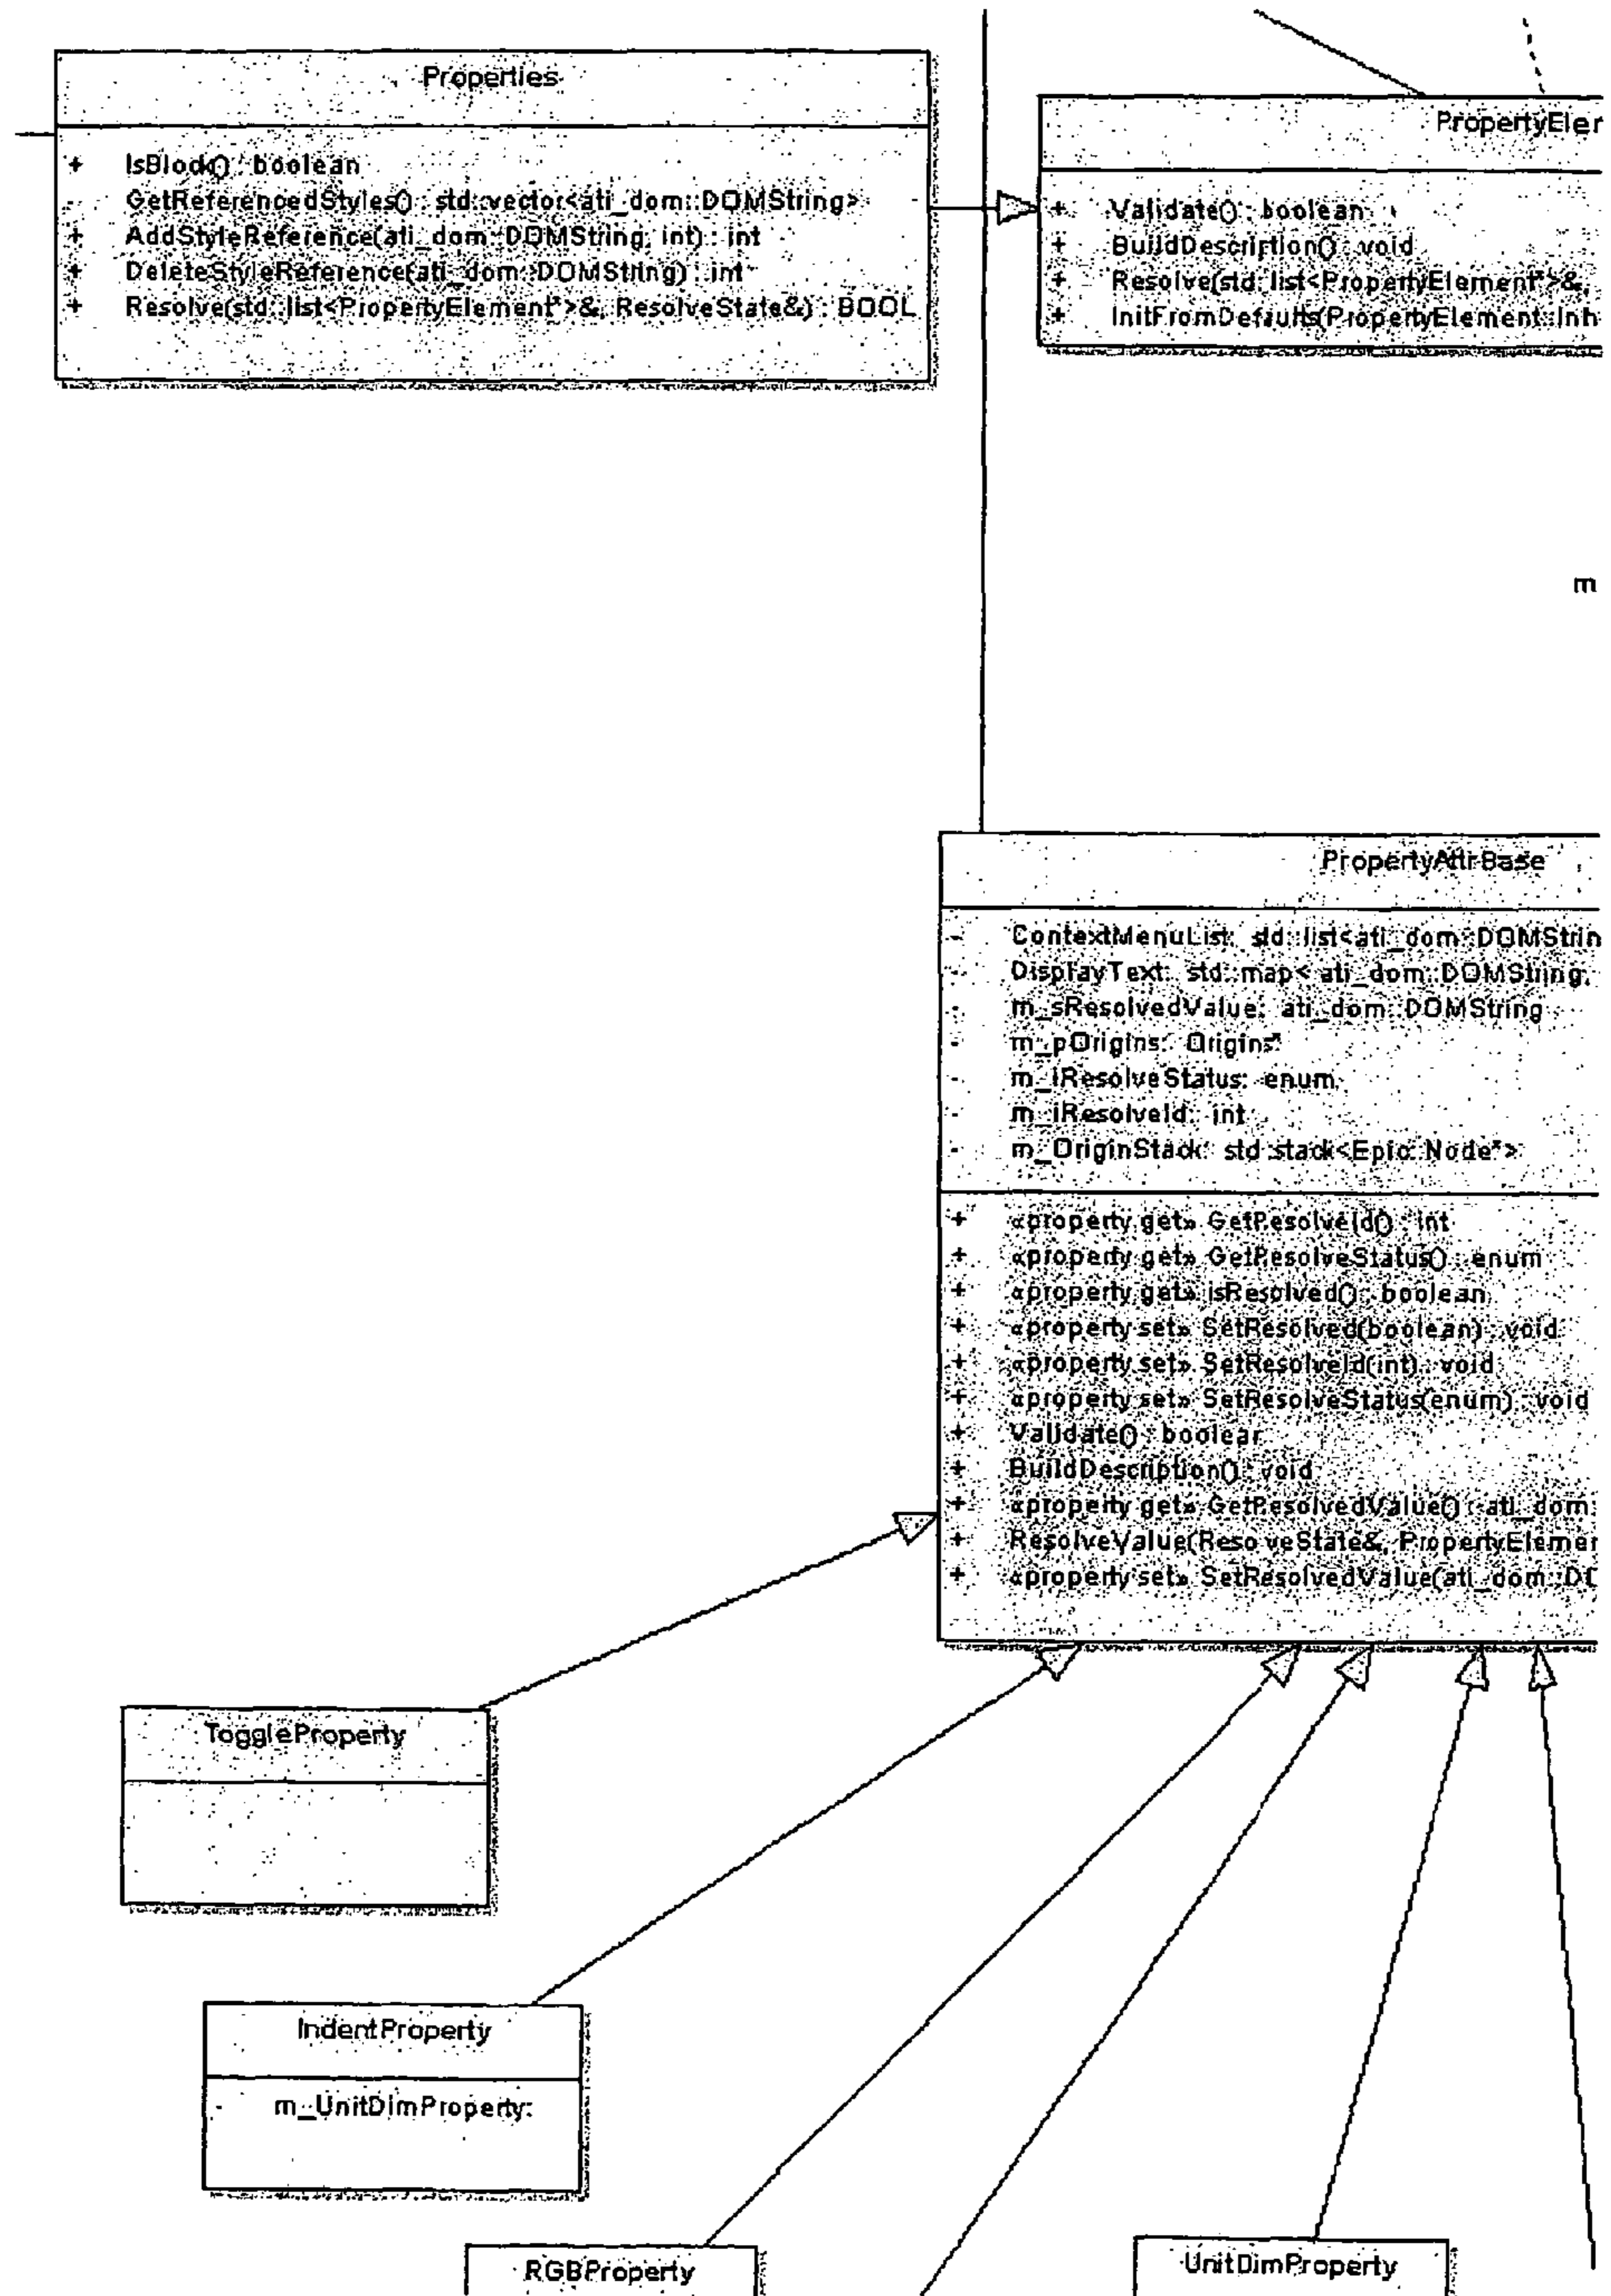 Properties
+ IsBlock() : boolean
- GetReferencedStyles() : std::vector<ati_dom::DOMString>
+ AddStyleReference(ati_dom::DOMString, int) : int
+ DeleteStyleReference(ati_dom::DOMString) : int
+ Resolve(std::list<PropertyElement*>&, ResolveState&) : BOOL
PropertyElem
+ Validate() : boolean
+ BuildDescription() : void
+ Resolve(std::list<PropertyElement*>&,
+ InitFromDefaults(PropertyElement::Inh
m
PropertyAttrBase
- ContextMenuList: std::list<ati_dom::DOMStrin
- DisplayText: std::map< ati_dom::DOMString,
- m_sResolvedValue: ati_dom::DOMString
- m_pOrigins: Origins*
- m_iResolveStatus: enum
- m_iResolveId: int
- m_OriginStack: std::stack<Epic::Node*>
+ «property get» GetResolveId() : int
+ «property get» GetResolveStatus() : enum
+ «property get» isResolved() : boolean
+ «property set» SetResolved(boolean) : void
+ «property set» SetResolveId(int) : void
+ «property set» SetResolveStatus(enum) : void
+ Validate() : boolear
+ BuildDescription() : void
+ «property get» GetResolvedValue() : ati_dom:
+ ResolveValue(ResolveState&, PropertyElemer
+ «property set» SetResolvedValue(ati_dom::DC
ToggleProperty
IndentProperty
- m_UnitDimProperty:
RGBProperty
UnitDimProperty